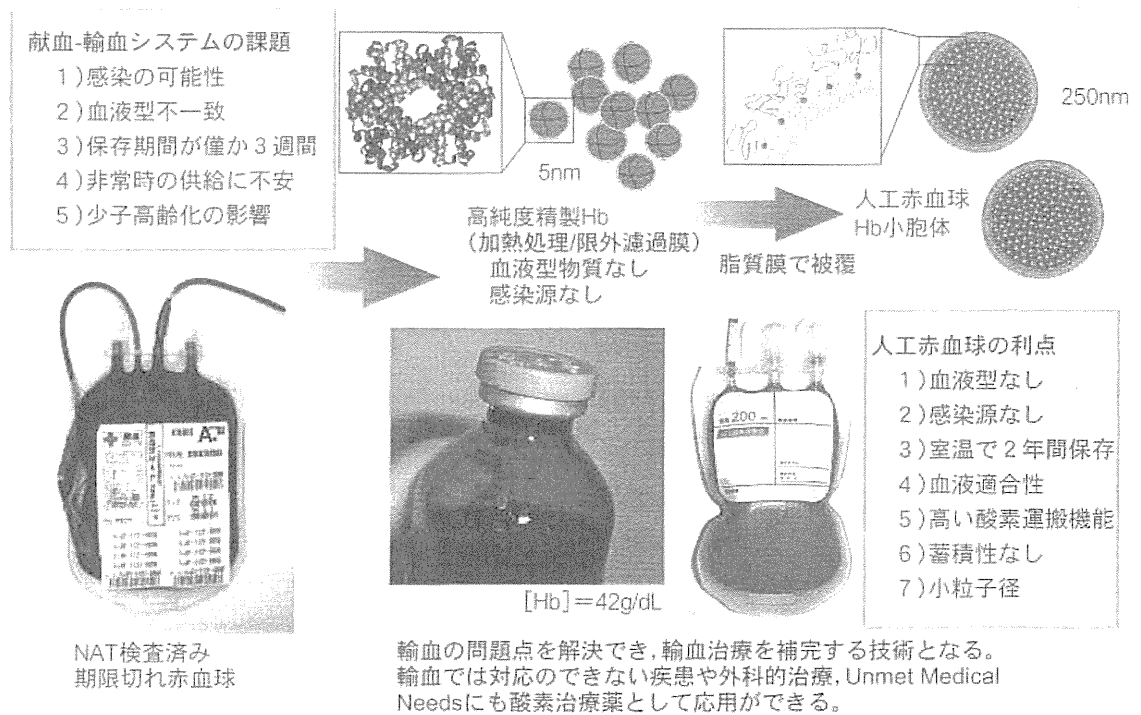 献血-輸血システムの課題
1)感染の可能性
2)血液型不一致
3)保存期間が僅か3週間
4)非常時の供給に不安
5)少子高齢化の影響
5nm
250nm
高純度精製Hb
(加熱処理/限外濾過膜)
血液型物質なし
感染源なし
脂質膜で被覆
人工赤血球
Hb小胞体
A
200
[Hb]=42g/dL
人工赤血球の利点
1)血液型なし
2)感染源なし
3)室温で2年間保存
4)血液適合性
5)高い酸素運搬機能
6)蓄積性なし
7)小粒子径
NAT検査済み
期限切れ赤血球
輸血の問題点を解決でき,輸血治療を補完する技術となる。
輸血では対応のできない疾患や外科的治療,Unmet Medical
Needsにも酸素治療薬として応用ができる。